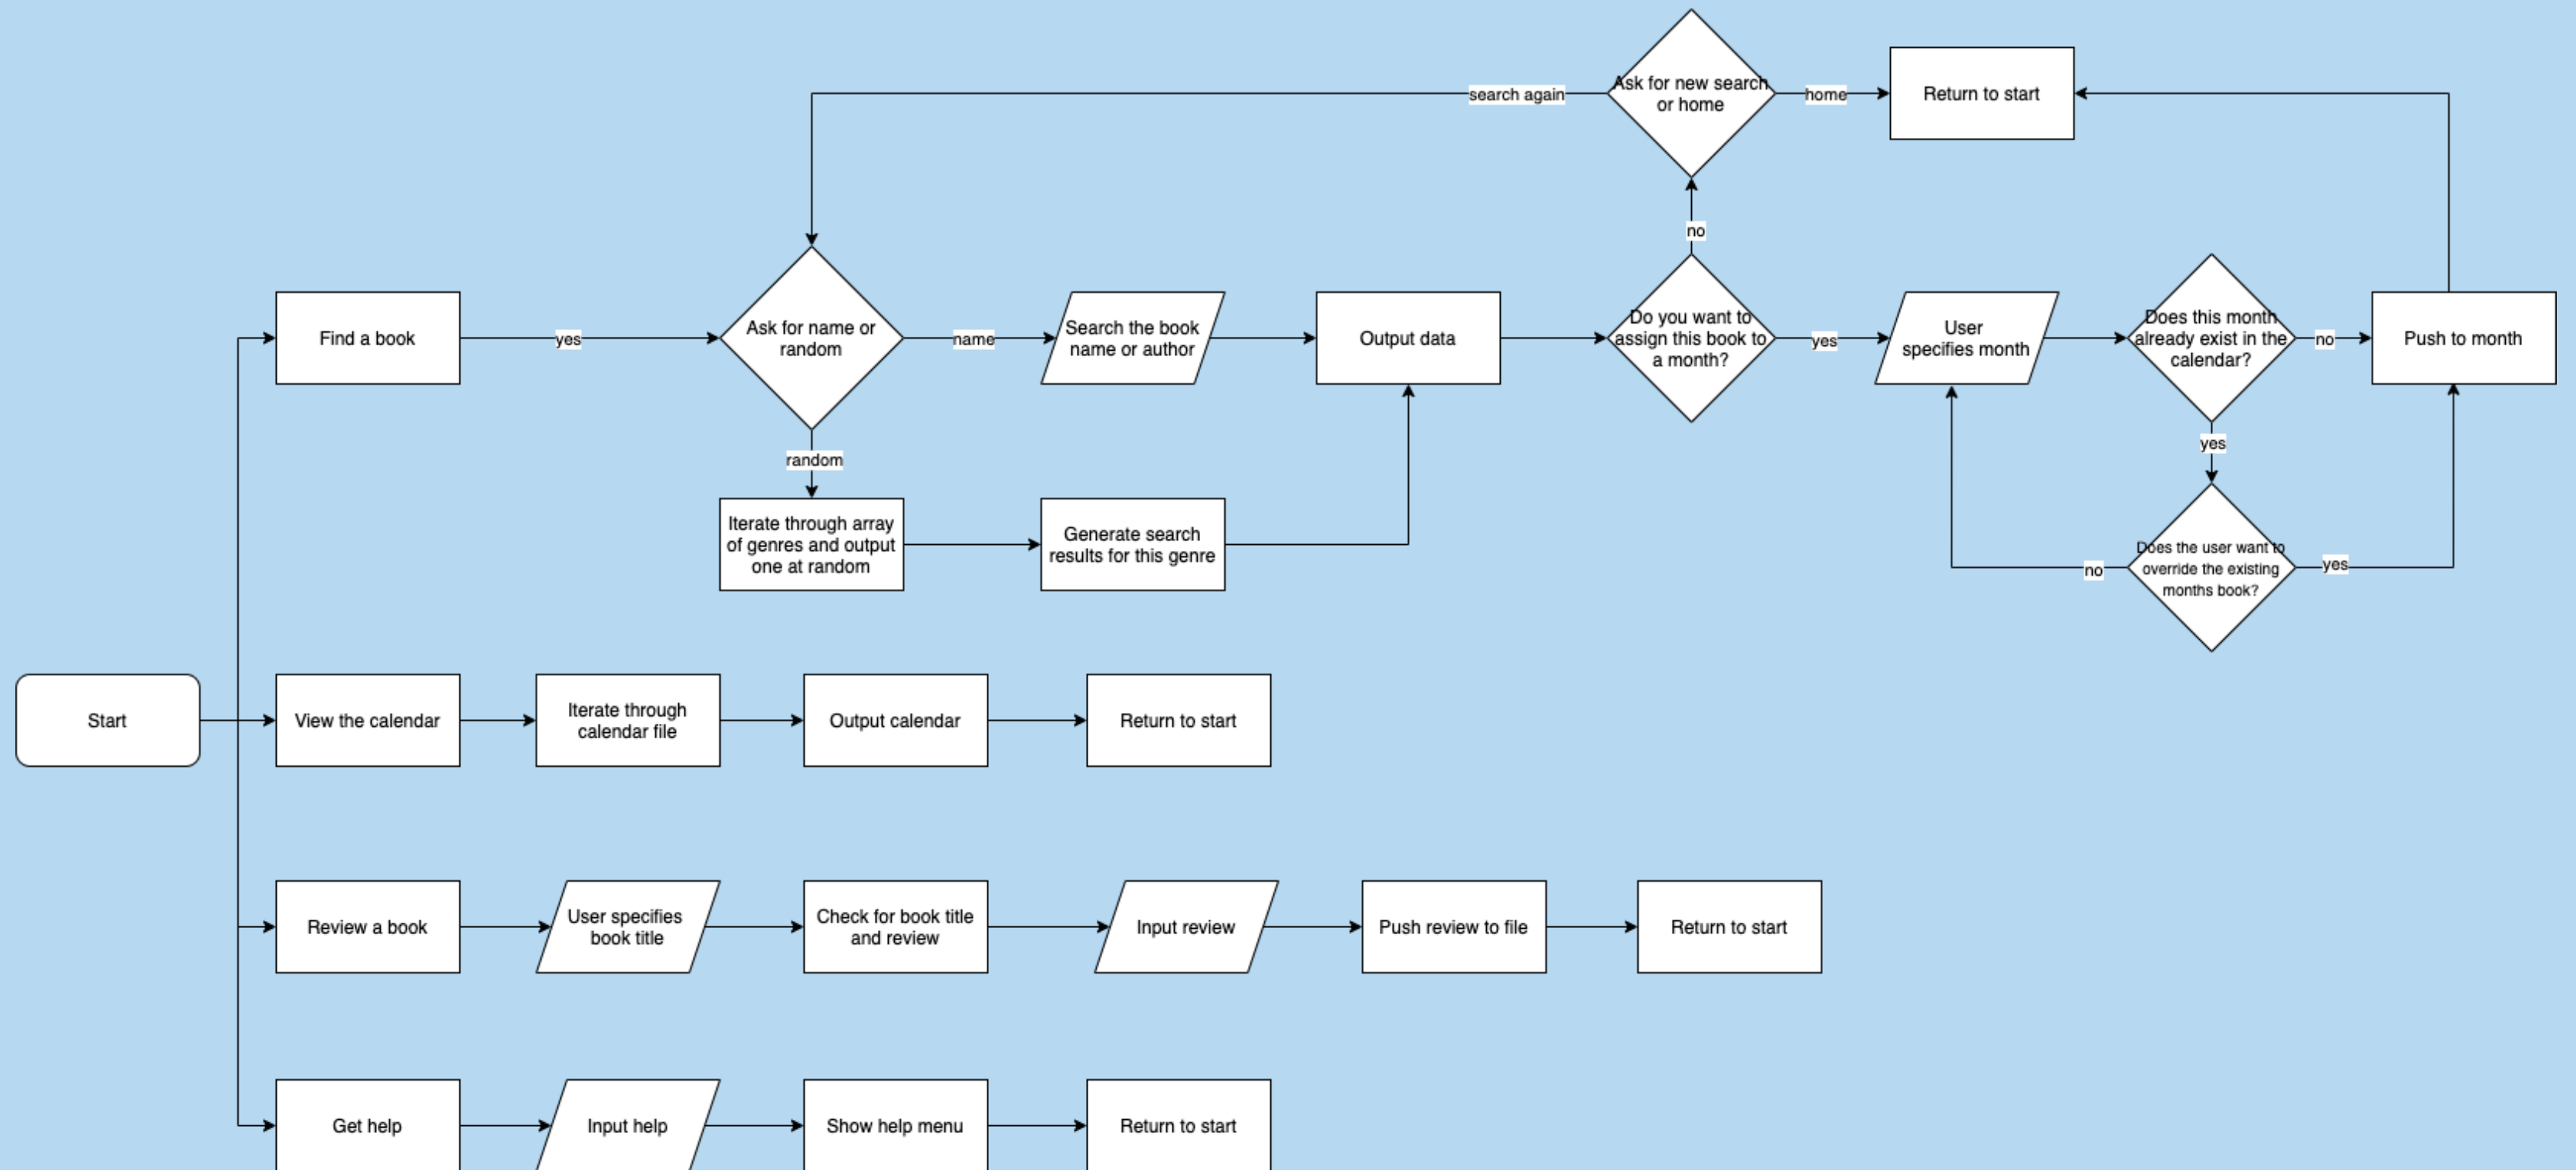 Ask for new search
or home
search again
home
Return to start
no
Find a book
yes
Ask for name or
random
name
Search the book
name or author
Output data
Do you want to
assign this book to
a month?
yes
User
specifies month
Does this month
already exist in the
calendar?
no
Push to month
random
yes
Iterate through array
of genres and output
one at random
Generate search
results for this genre
no
Does the user want to
override the existing
months book?
yes
Start
View the calendar
Iterate through
calendar file
Output calendar
Return to start
Review a book
User specifies
book title
Check for book title
and review
Input review
Push review to file
Return to start
Get help
Input help
Show help menu
Return to start